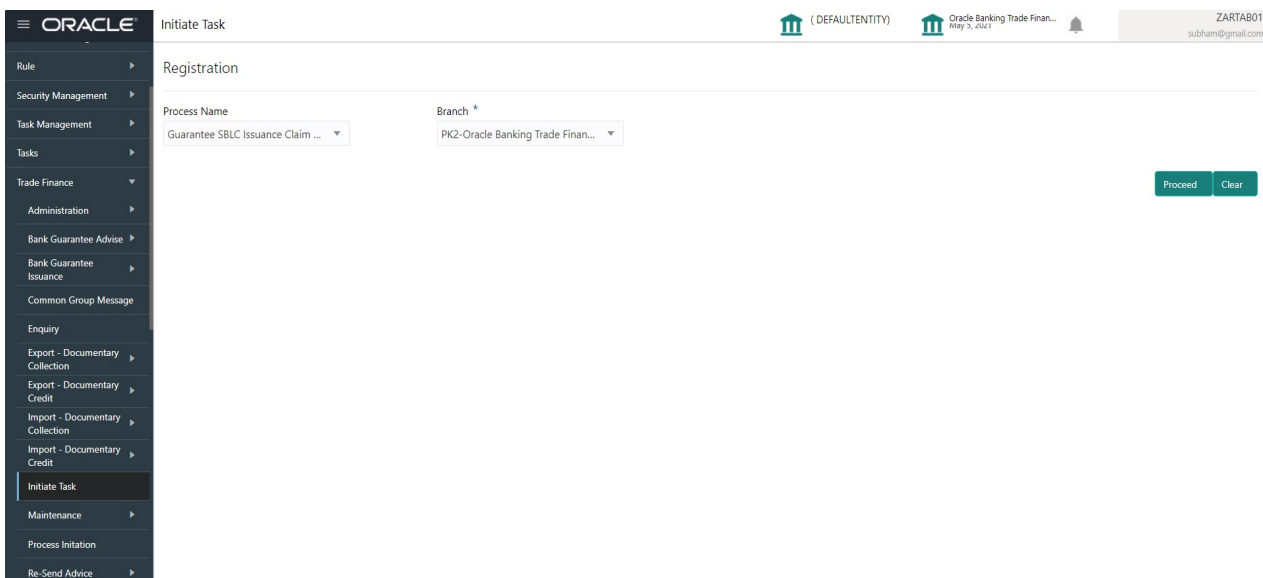 ORACLE
Initiate Task
( DEFAULTENTITY)
Oracle Banking Trade Finan...
May 5, 2021
ZARTAB01
subham@gmail.com
Rule
Security Management
Task Management
Tasks
Trade Finance
Administration
Bank Guarantee Advise
Bank Guarantee
Issuance
Common Group Message
Enquiry
Export - Documentary
Collection
Export - Documentary
Credit
Import - Documentary
Collection
Import - Documentary
Credit
Initiate Task
Maintenance
Process Initation
Re-Send Advice
Registration
Process Name
Branch *
Guarantee SBLC Issuance Claim ...
PK2-Oracle Banking Trade Finan...
Proceed
Clear